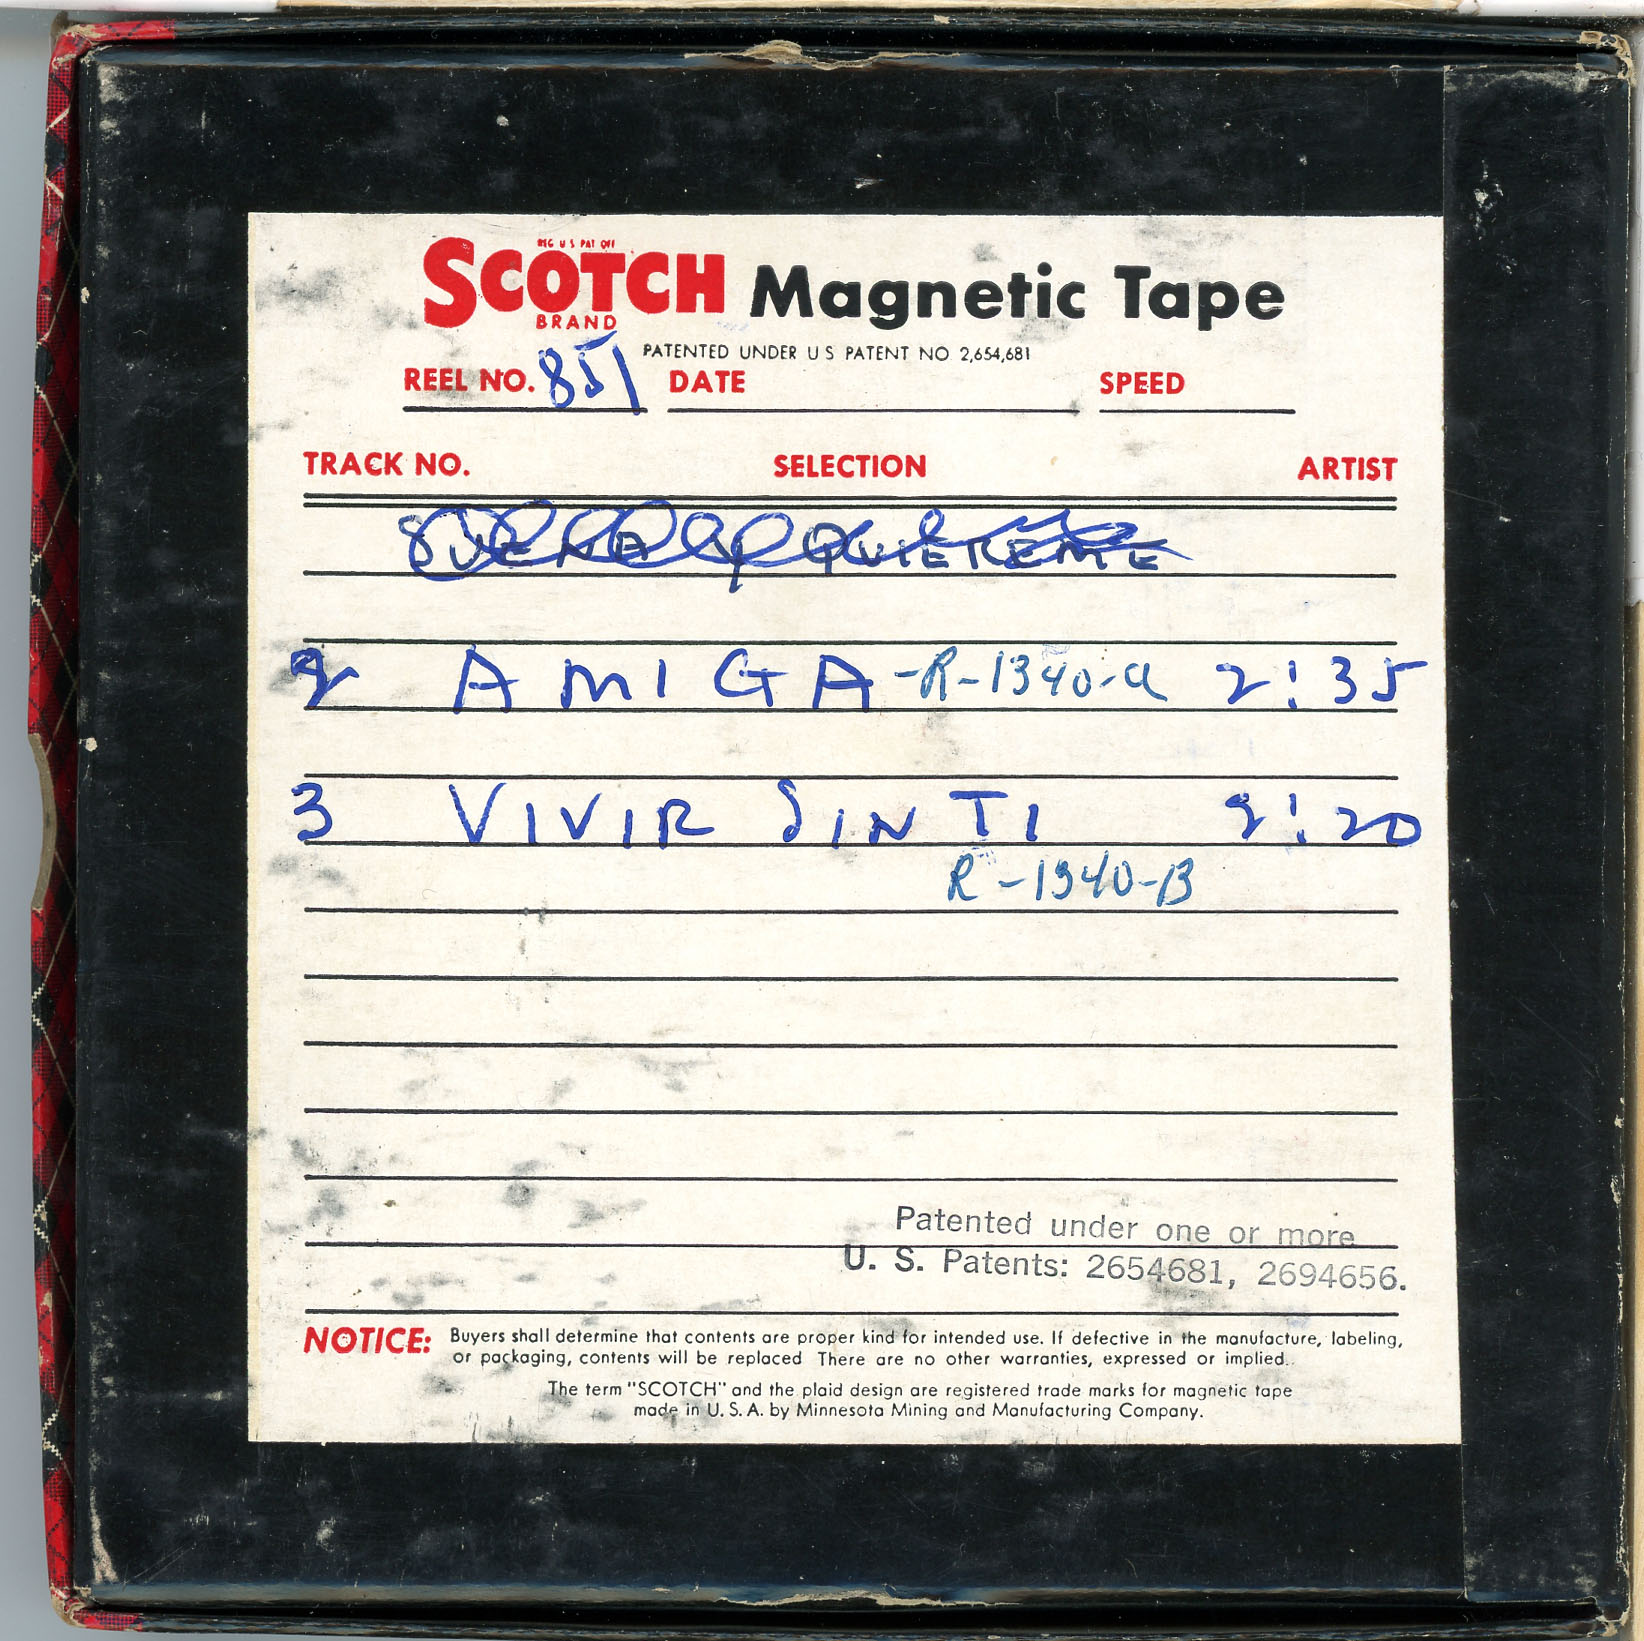 REG U S PAT OFF
SCOTCH Magnetic Tape
BRAND
PATENTED UNDER U S PATENT NO 2,654,681
REEL NO. 851 DATE SPEED
TRACK NO. SELECTION ARTIST
SUENA Y QUIEREME
2 AMIGA -R-1340-a 2:35
3 VIVIR SIN TI 2:20
R-1340-B
Patented under one or more
U. S. Patents: 2654681, 2694656.
NOTICE: Buyers shall determine that contents are proper kind for intended use. If defective in the manufacture, labeling,
or packaging, contents will be replaced There are no other warranties, expressed or implied.
The term "SCOTCH" and the plaid design are registered trade marks for magnetic tape
made in U. S. A. by Minnesota Mining and Manufacturing Company.